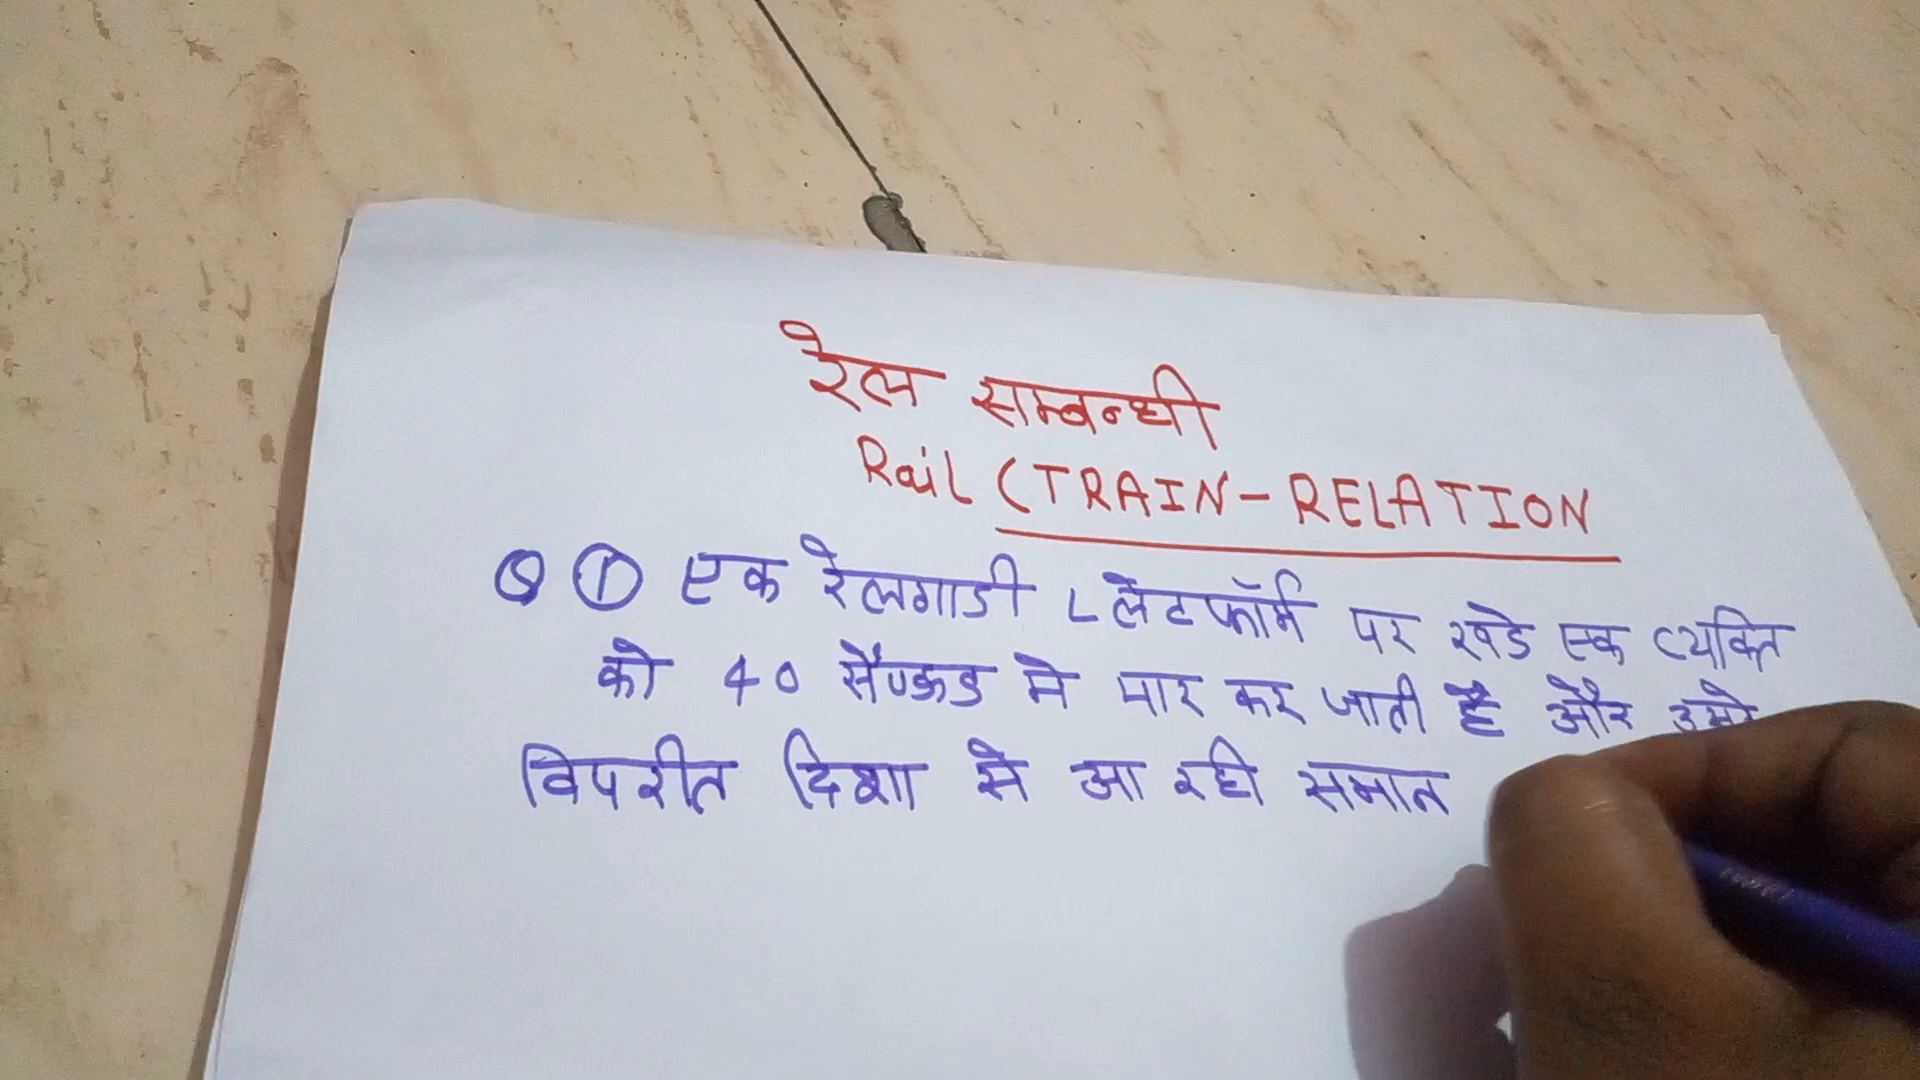 रेल सम्बन्धी
Rail (TRAIN-RELATION
Q ① एक रेलगाडी प्लेटफॉर्म पर खडे एक व्यक्ति
को 40 सैण्कड मे पार कर जाती है और उसमे
विपरीत दिशा से आ रही समान